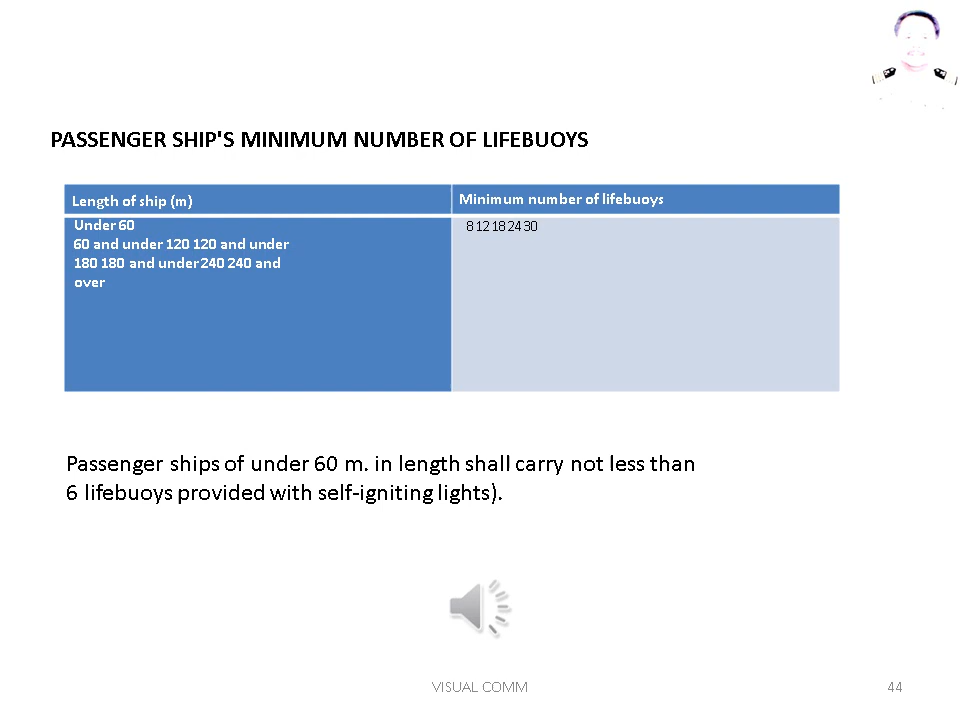 PASSENGER SHIP'S MINIMUM NUMBER OF LIFEBUOYS
Length of ship (m)
Minimum number of lifebuoys
Under 60
60 and under 120 120 and under
180 180 and under 240 240 and
over
8 12 18 24 30
Passenger ships of under 60 m. in length shall carry not less than
6 lifebuoys provided with self-igniting lights).
VISUAL COMM
44